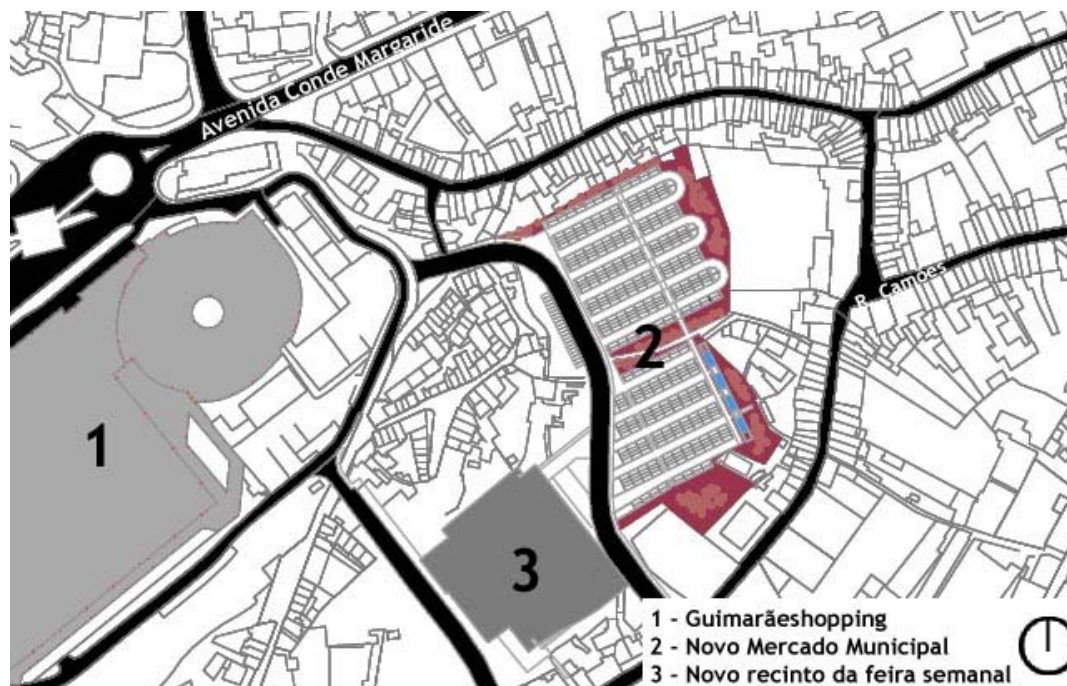 Avenida Conde Margaride
R. Camões
2
1
3
1 - Guimarãeshopping
2 - Novo Mercado Municipal
3 - Novo recinto da feira semanal